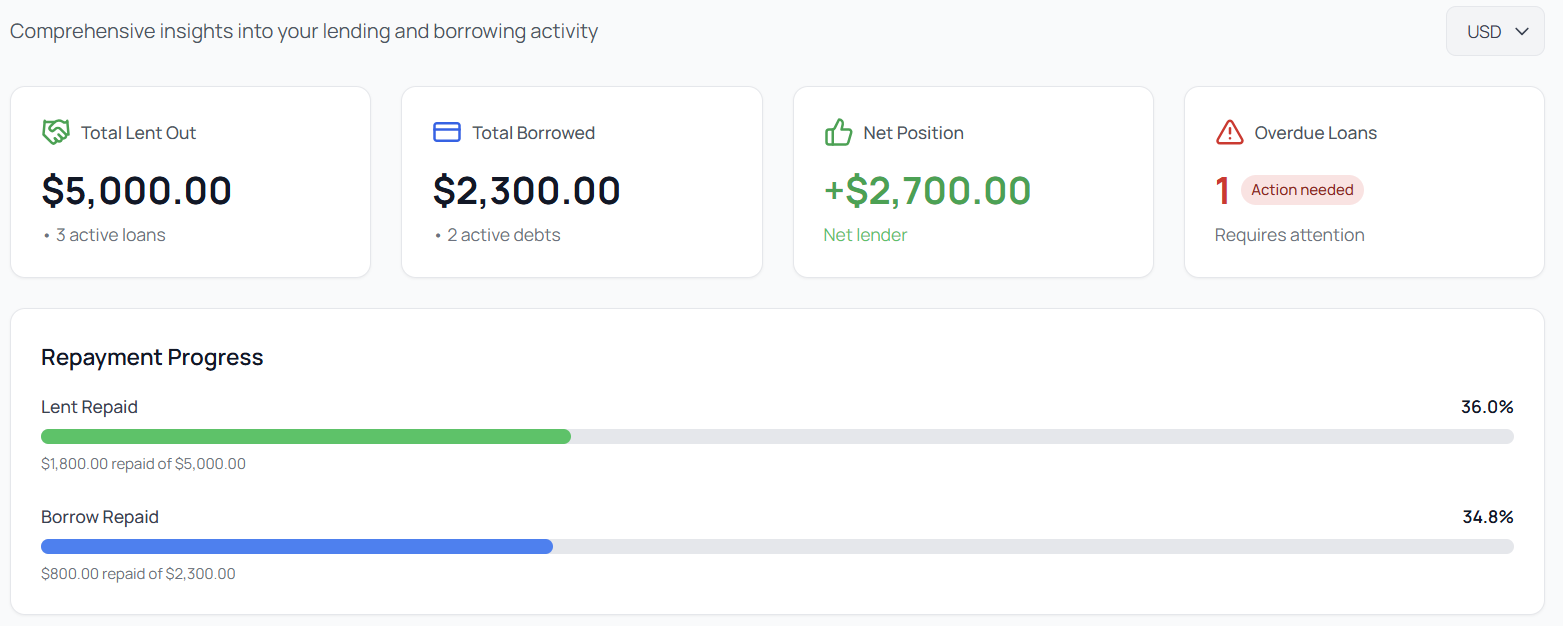 Comprehensive insights into your lending and borrowing activity
USD
Total Lent Out
$5,000.00
• 3 active loans
Total Borrowed
$2,300.00
• 2 active debts
Net Position
+$2,700.00
Net lender
Overdue Loans
1 Action needed
Requires attention
Repayment Progress
Lent Repaid 36.0%
$1,800.00 repaid of $5,000.00
Borrow Repaid 34.8%
$800.00 repaid of $2,300.00